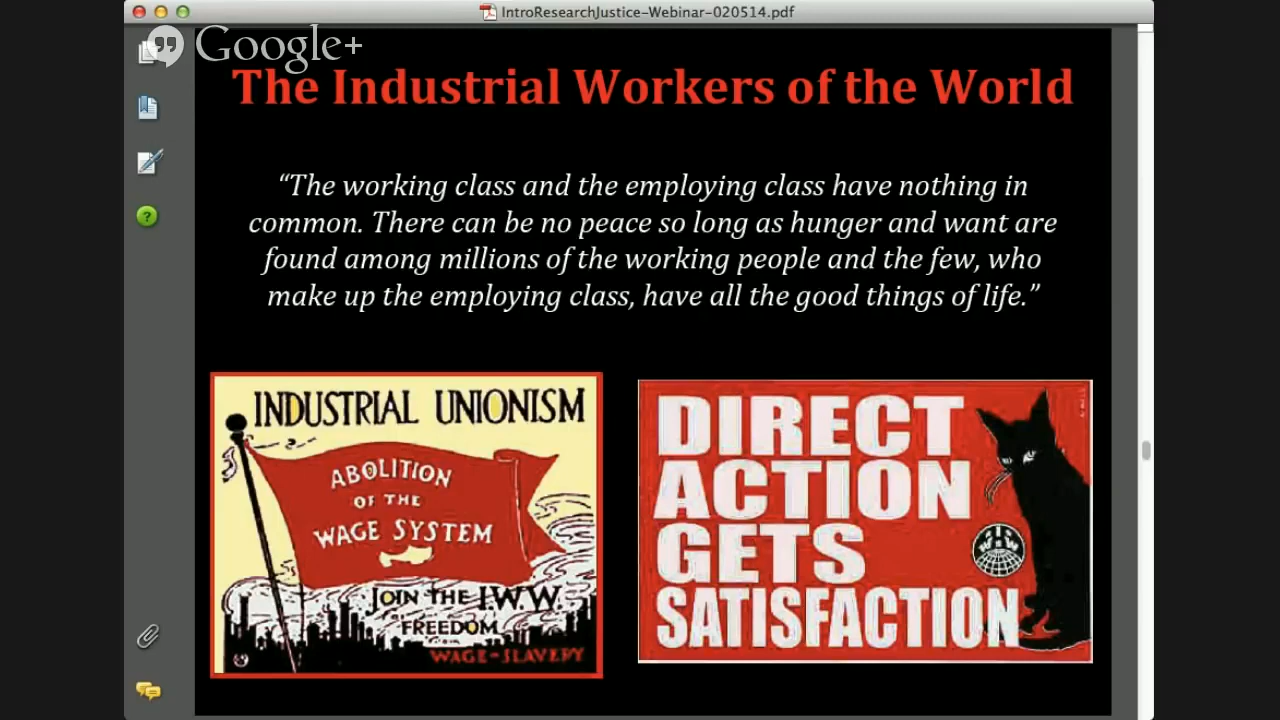 IntroResearchJustice-Webinar-020514.pdf
Google+
The Industrial Workers of the World
“The working class and the employing class have nothing in
common. There can be no peace so long as hunger and want are
found among millions of the working people and the few, who
make up the employing class, have all the good things of life.”
INDUSTRIAL UNIONISM
ABOLITION
OF THE
WAGE SYSTEM
JOIN THE I.W.W.
FREEDOM
WAGE-SLAVERY
DIRECT
ACTION
GETS
SATISFACTION
IWW